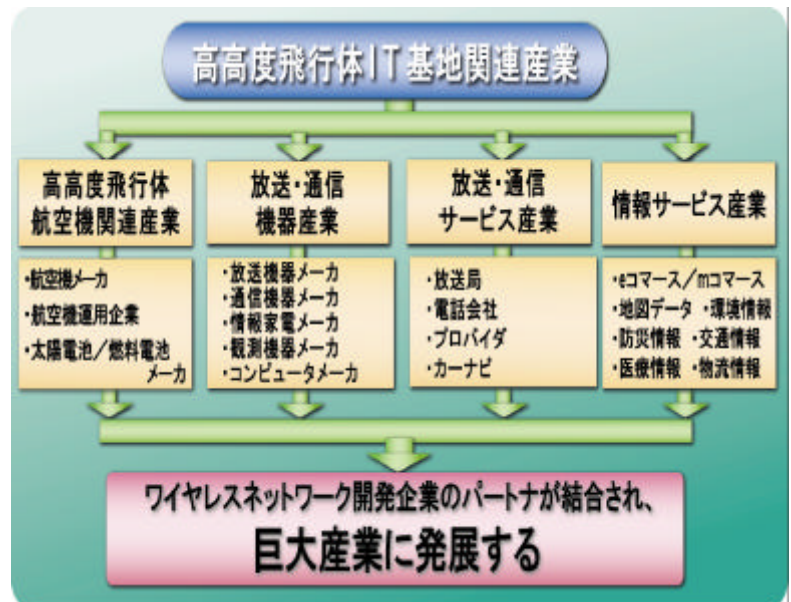 高高度飛行体IT基地関連産業
高高度飛行体
航空機関連産業
・航空機メーカ
・航空機運用企業
・太陽電池／燃料電池
メーカ
放送・通信
機器産業
・放送機器メーカ
・通信機器メーカ
・情報家電メーカ
・観測機器メーカ
・コンピュータメーカ
放送・通信
サービス産業
・放送局
・電話会社
・プロバイダ
・カーナビ
情報サービス産業
・eコマース／mコマース
・地図データ ・環境情報
・防災情報 ・交通情報
・医療情報 ・物流情報
ワイヤレスネットワーク開発企業のパートナが結合され、
巨大産業に発展する